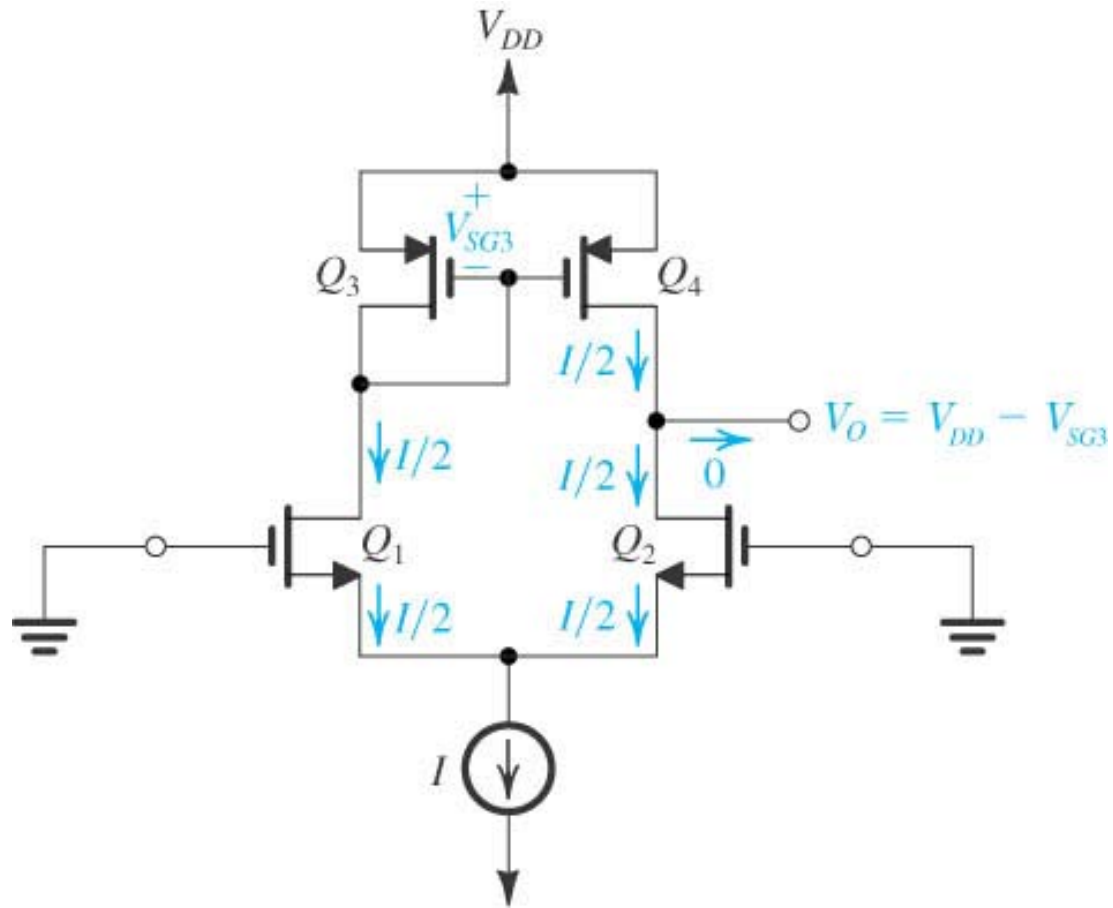 V_DD
+
V_SG3
−
Q_3
Q_4
I/2
V_O = V_DD − V_SG3
I/2
I/2
0
Q_1
Q_2
I/2
I/2
I